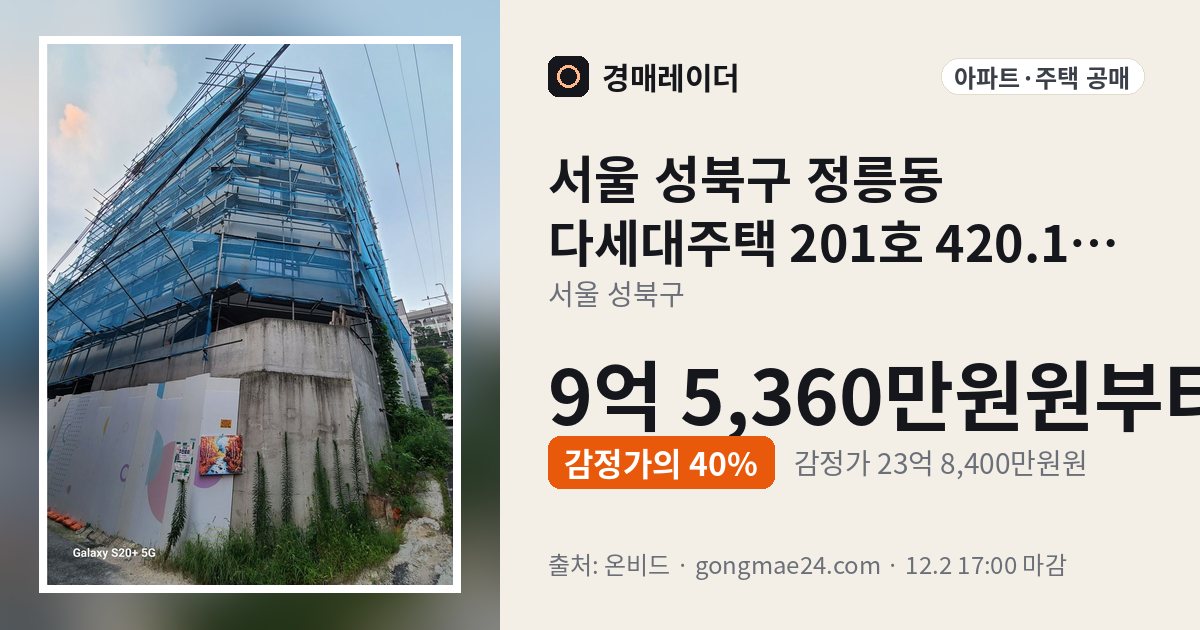 경매레이더
아파트·주택 공매
서울 성북구 정릉동
다세대주택 201호 420.1…
서울 성북구
9억 5,360만원원부터
감정가의 40%
감정가 23억 8,400만원원
출처: 온비드 · gongmae24.com · 12.2 17:00 마감
Galaxy S20+ 5G